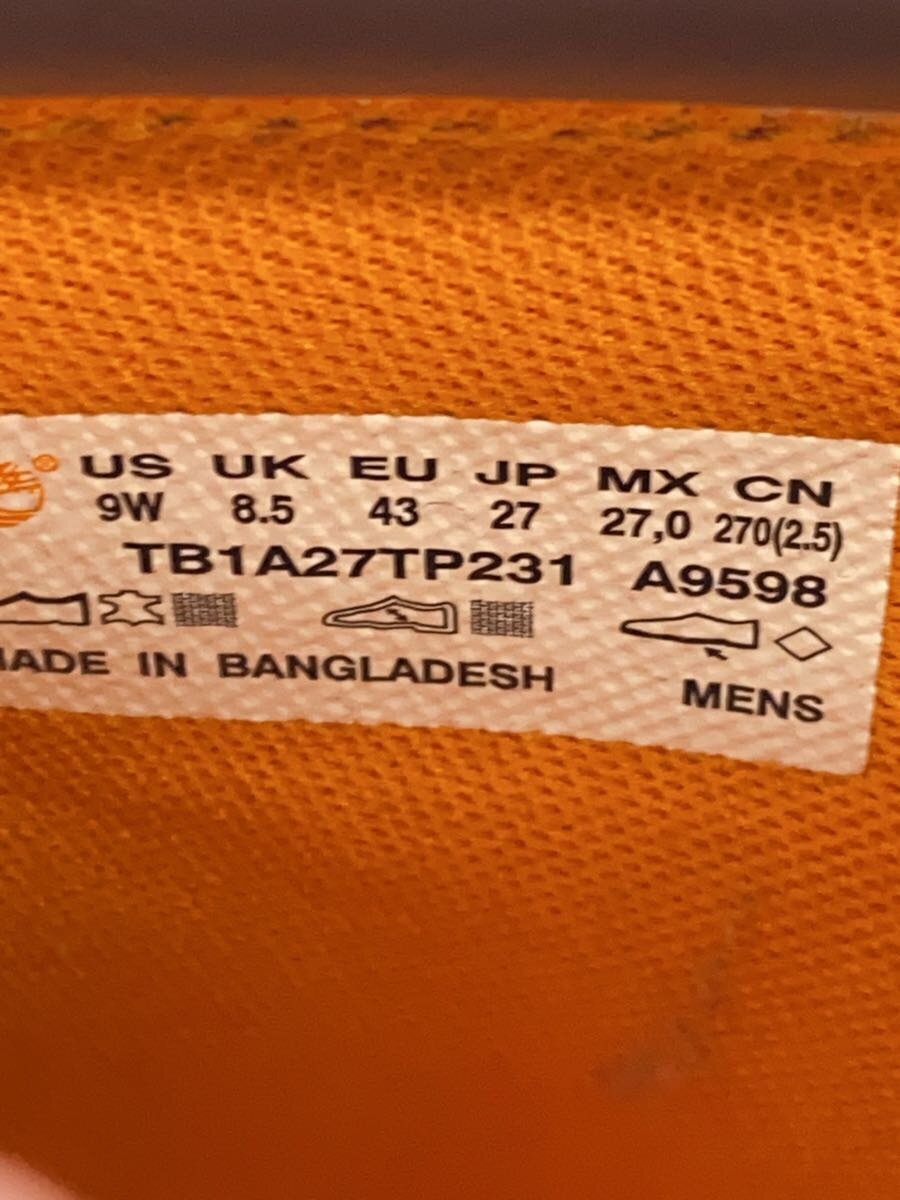 US UK EU JP MX CN
9W 8.5 43 27 27,0 270(2.5)
TB1A27TP231 A9598
ADE IN BANGLADESH
MENS